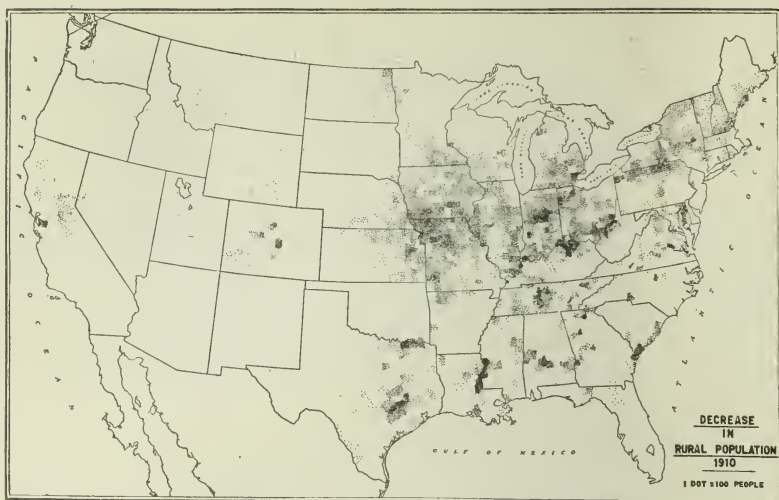 PACIFIC
OCEAN
ATLANTIC OCEAN
GULF OF MEXICO
DECREASE
IN
RURAL POPULATION
1910
1 DOT = 100 PEOPLE